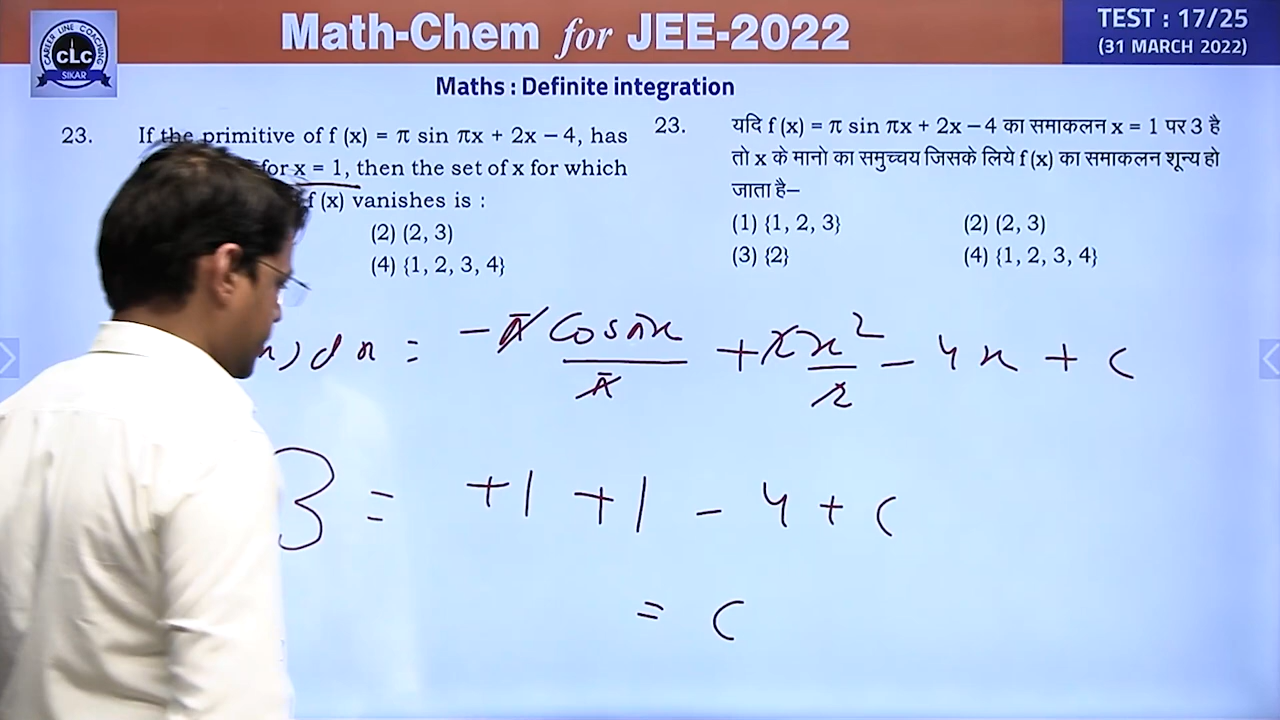 CAREER LINE COACHING
CLC
SIKAR
Math-Chem for JEE-2022
TEST : 17/25
(31 MARCH 2022)
Maths : Definite integration
23. If the primitive of f (x) = π sin πx + 2x – 4, has
for x = 1, then the set of x for which
f (x) vanishes is :
(2) (2, 3)
(4) {1, 2, 3, 4}
23. यदि f (x) = π sin πx + 2x – 4 का समाकलन x = 1 पर 3 है
तो x के मानो का समुच्चय जिसके लिये f (x) का समाकलन शून्य हो
जाता है–
(1) {1, 2, 3} (2) (2, 3)
(3) {2} (4) {1, 2, 3, 4}
x) dx = -π cosπx / π + 2x² / 2 - 4x + c
3 = +1 +1 - 4 + c
= c